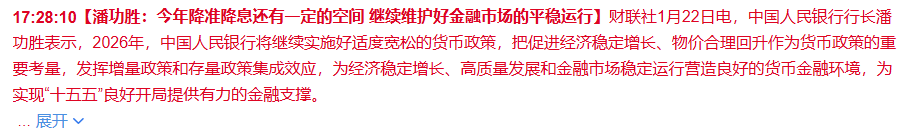 17:28:10【潘功胜：今年降准降息还有一定的空间 继续维护好金融市场的平稳运行】财联社1月22日电，中国人民银行行长潘
功胜表示，2026年，中国人民银行将继续实施好适度宽松的货币政策，把促进经济稳定增长、物价合理回升作为货币政策的重
要考量，发挥增量政策和存量政策集成效应，为经济稳定增长、高质量发展和金融市场稳定运行营造良好的货币金融环境，为
实现“十五五”良好开局提供有力的金融支撑。
... 展开